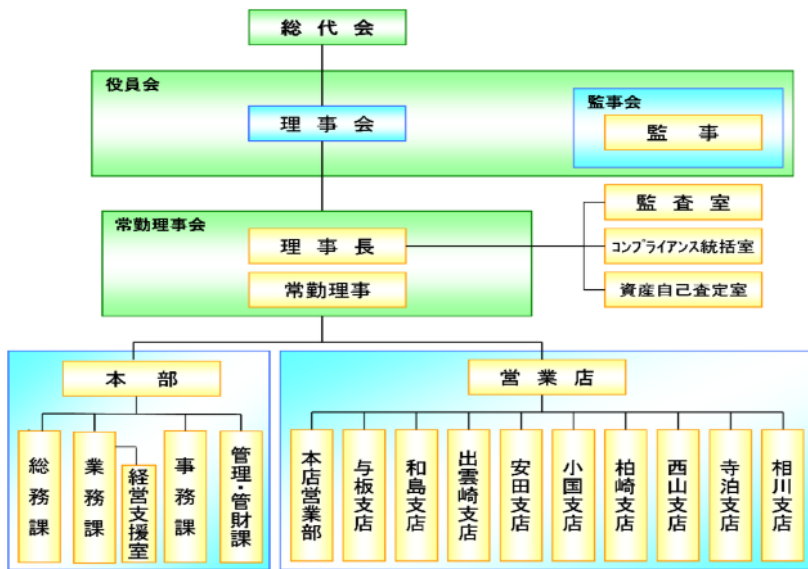 総代会
役員会
理事会
監事会
監事
常勤理事会
理事長
常勤理事
監査室
コンプライアンス統括室
資産自己査定室
本部
総務課
業務課
経営支援室
事務課
管理・管財課
営業店
本店営業部
与板支店
和島支店
出雲崎支店
安田支店
小国支店
柏崎支店
西山支店
寺泊支店
相川支店